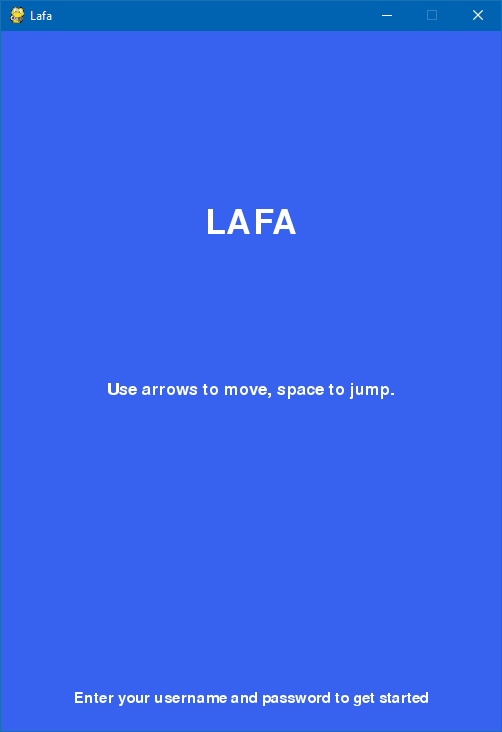 Lafa
LAFA
Use arrows to move, space to jump.
Enter your username and password to get started